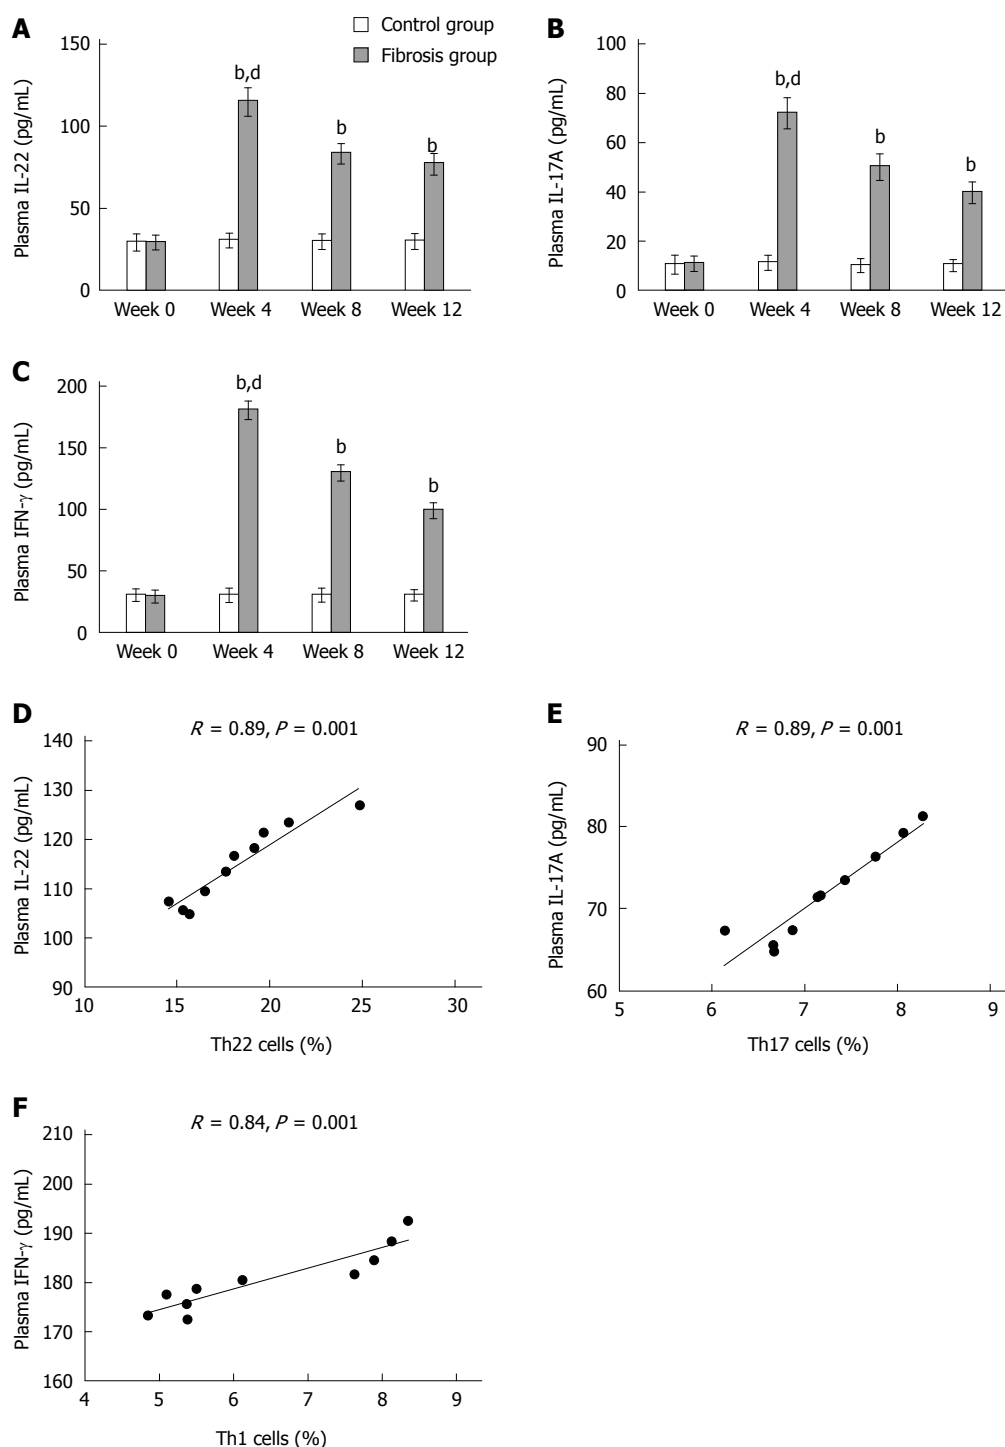 A
Control group
Fibrosis group
Plasma IL-22 (pg/mL)
150
100
50
0
b,d
b
b
Week 0 Week 4 Week 8 Week 12
B
Plasma IL-17A (pg/mL)
100
80
60
40
20
0
b,d
b
b
Week 0 Week 4 Week 8 Week 12
C
Plasma IFN-γ (pg/mL)
200
150
100
50
0
b,d
b
b
Week 0 Week 4 Week 8 Week 12
D
R = 0.89, P = 0.001
Plasma IL-22 (pg/mL)
140
130
120
110
100
90
10 15 20 25 30
Th22 cells (%)
E
R = 0.89, P = 0.001
Plasma IL-17A (pg/mL)
90
80
70
60
5 6 7 8 9
Th17 cells (%)
F
R = 0.84, P = 0.001
Plasma IFN-γ (pg/mL)
210
200
190
180
170
160
4 5 6 7 8 9
Th1 cells (%)